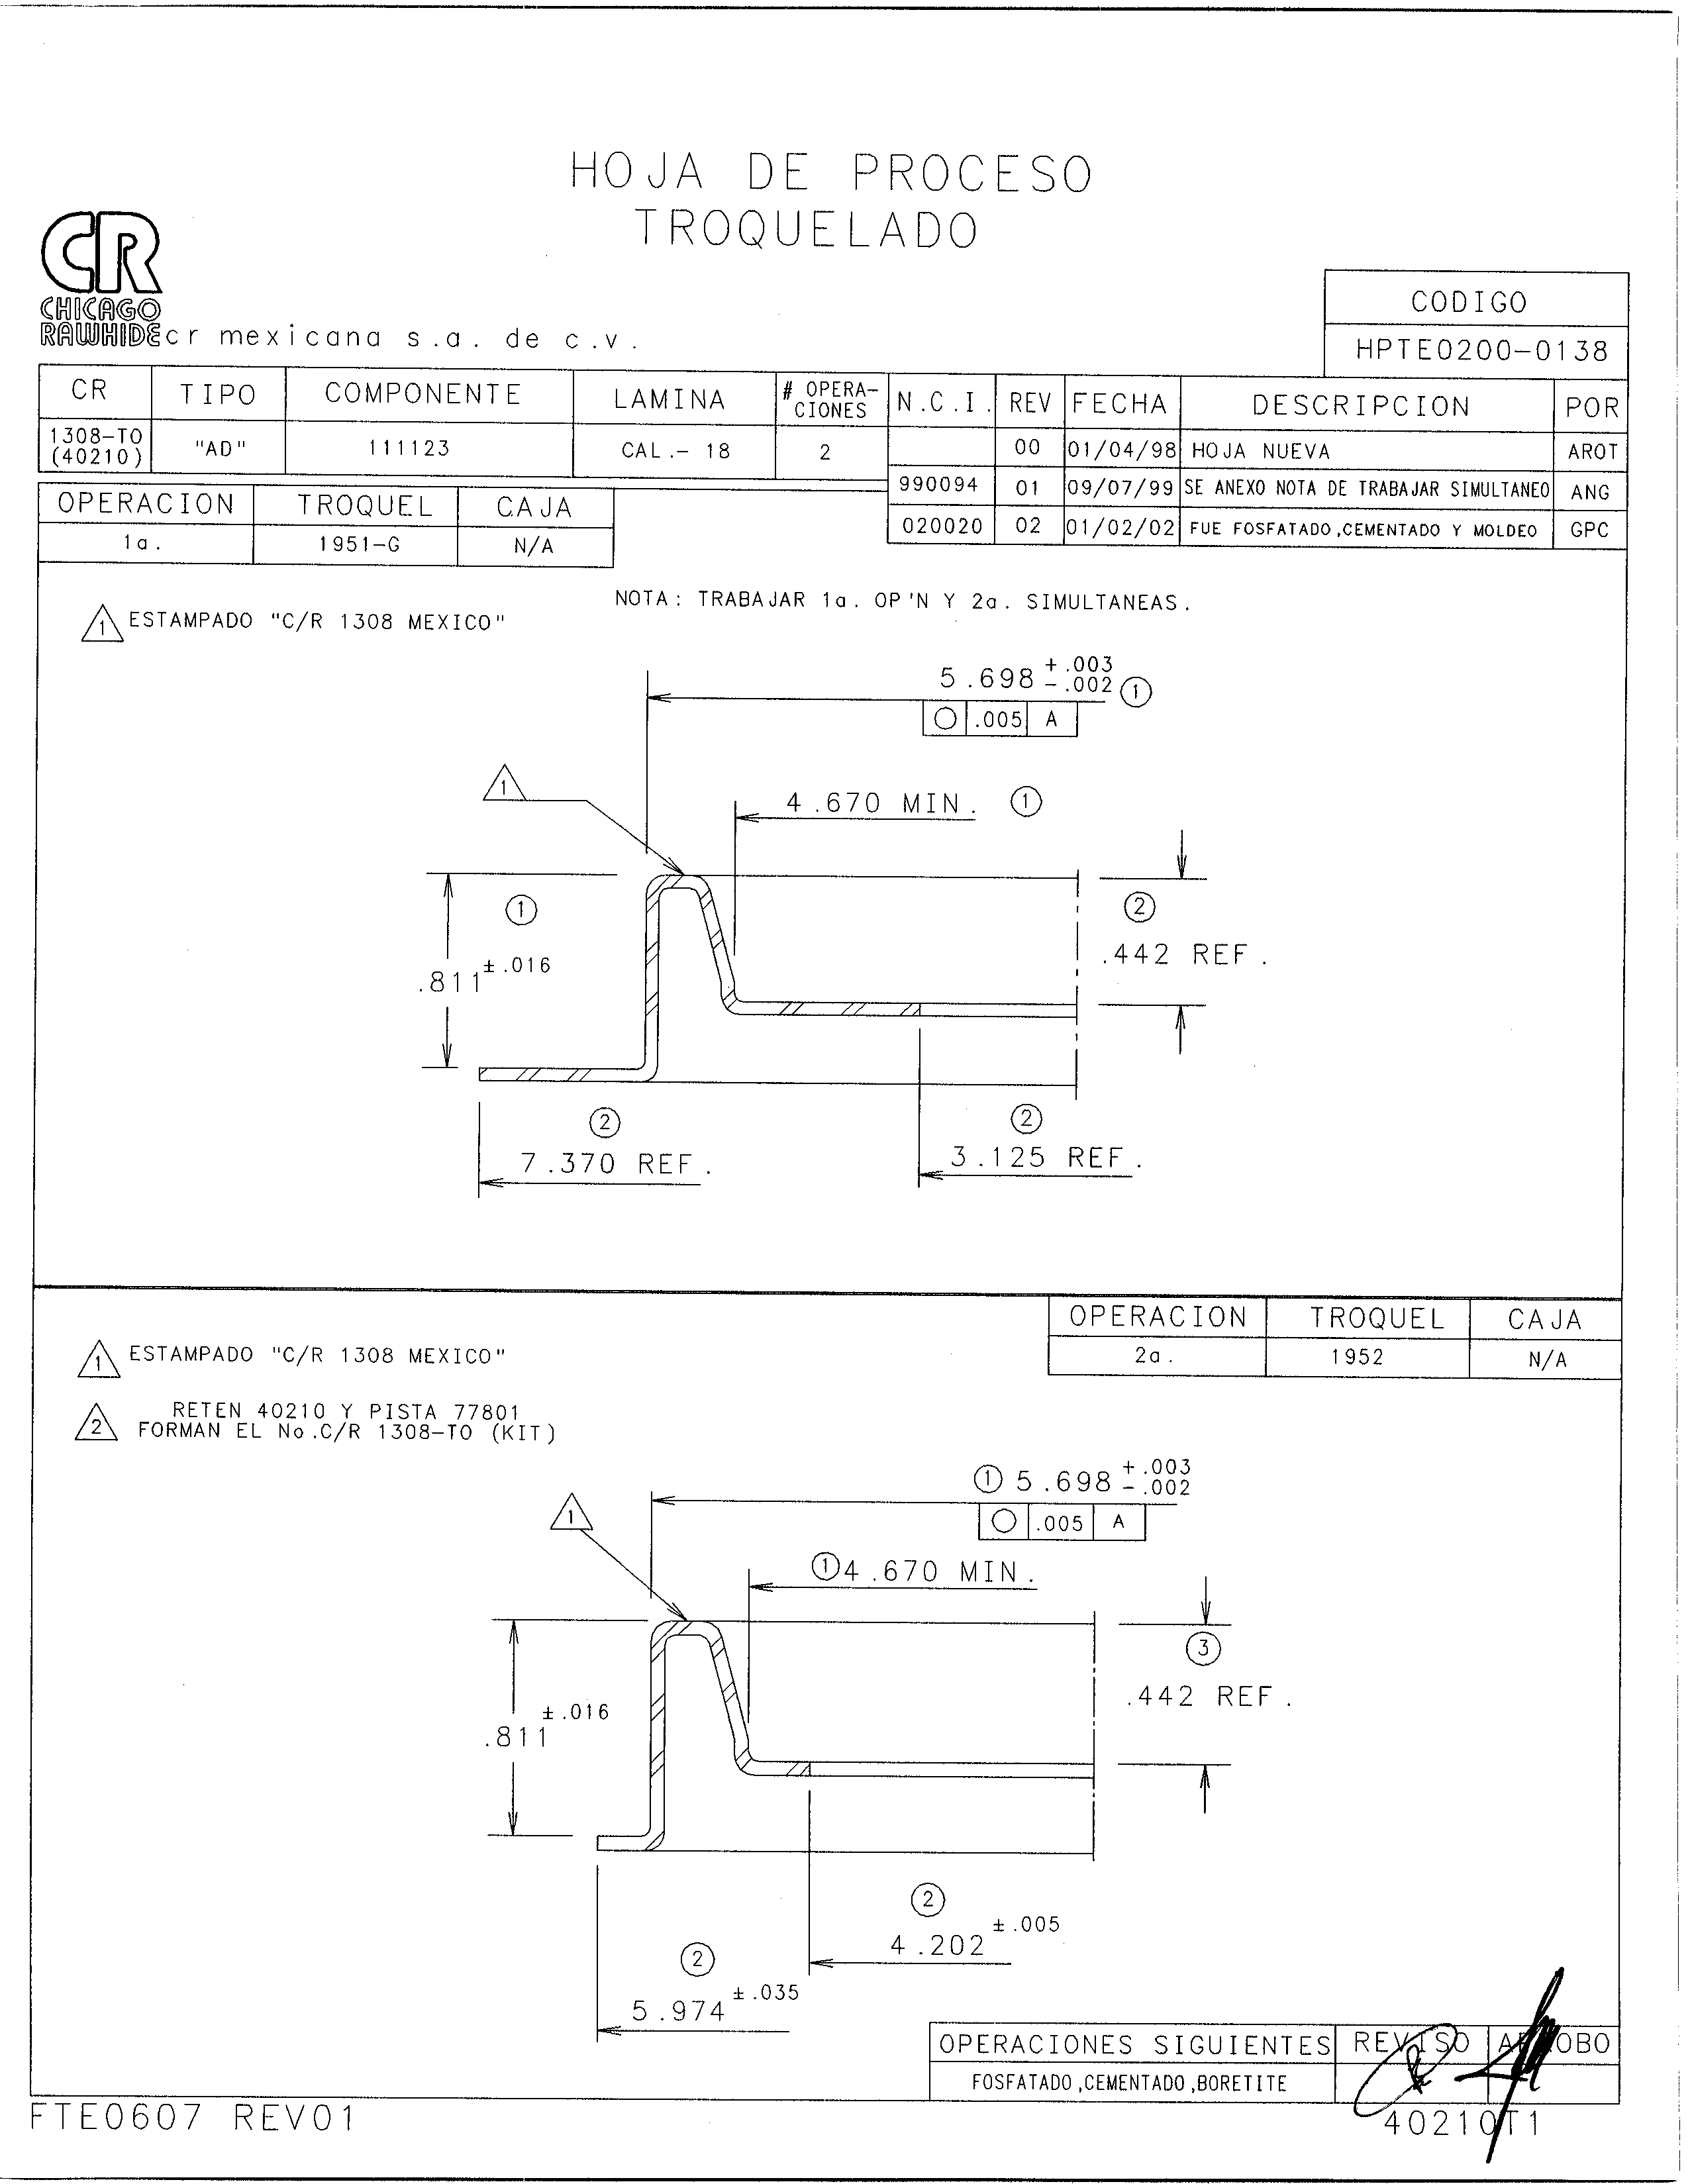 HOJA DE PROCESO
TROQUELADO
CR
CHICAGO
RAWHIDE cr mexicana s.a. de c.v.
CODIGO
HPTE0200-0138
CR TIPO COMPONENTE LAMINA # OPERA-CIONES N.C.I. REV FECHA DESCRIPCION POR
1308-TO (40210) "AD" 111123 CAL.- 18 2 00 01/04/98 HOJA NUEVA AROT
990094 01 09/07/99 SE ANEXO NOTA DE TRABAJAR SIMULTANEO ANG
020020 02 01/02/02 FUE FOSFATADO,CEMENTADO Y MOLDEO GPC
OPERACION TROQUEL CAJA
1a. 1951-G N/A
NOTA: TRABAJAR 1a. OP'N Y 2a. SIMULTANEAS.
1 ESTAMPADO "C/R 1308 MEXICO"
5.698 +.003 -.002 1
.005 A
1
4.670 MIN. 1
1
2
.811 ±.016
.442 REF.
2
2
7.370 REF.
3.125 REF.
OPERACION TROQUEL CAJA
2a. 1952 N/A
1 ESTAMPADO "C/R 1308 MEXICO"
2 RETEN 40210 Y PISTA 77801
FORMAN EL No.C/R 1308-TO (KIT)
1 5.698 +.003 -.002
.005 A
1
1 4.670 MIN.
3
.442 REF.
.811 ±.016
2
4.202 ±.005
2
5.974 ±.035
OPERACIONES SIGUIENTES REVISO APROBO
FOSFATADO,CEMENTADO,BORETITE
FTE0607 REV01
40210T1